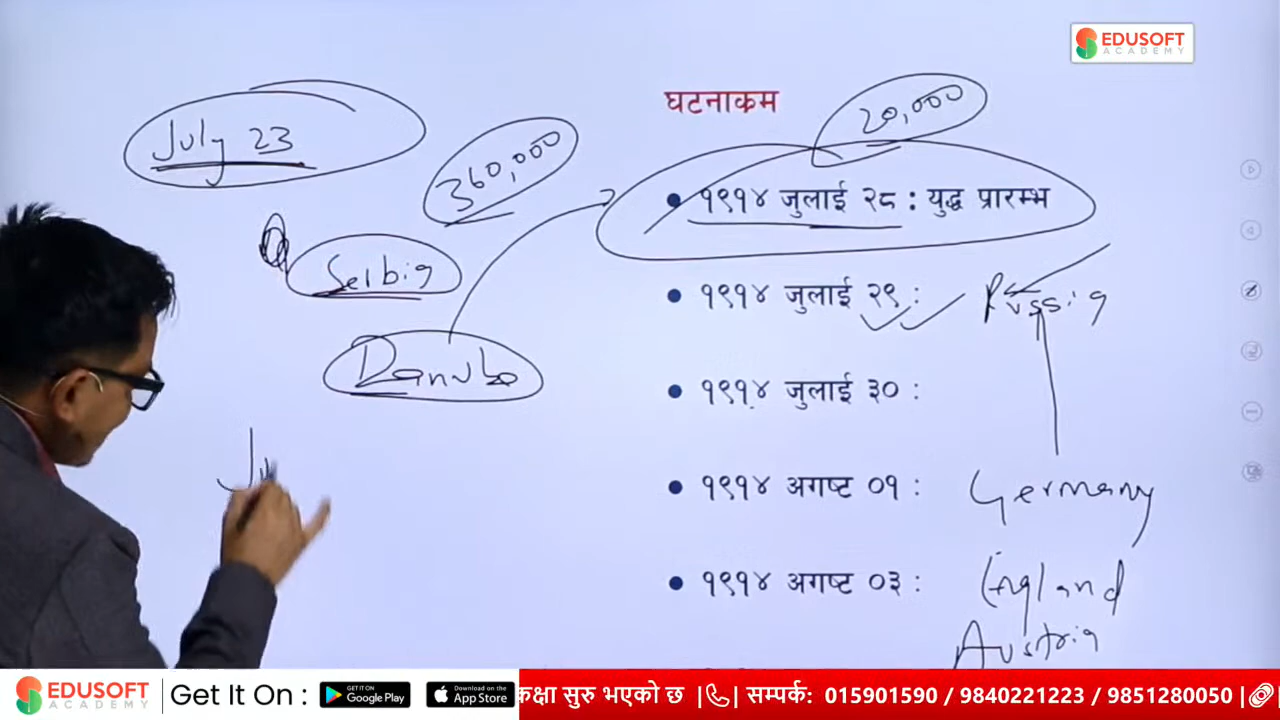 EDUSOFT
ACADEMY
घटनाक्रम
20,000
July 23
360,000
• १९१४ जुलाई २८ : युद्ध प्रारम्भ
Serbia
• १९१४ जुलाई २९ : Russia
Danube
• १९१४ जुलाई ३० :
Ju
• १९१४ अगष्ट ०१ : Germany
• १९१४ अगष्ट ०३ : England
Austria
EDUSOFT
ACADEMY
Get It On :
GET IT ON
Google Play
Download on the
App Store
कक्षा सुरु भएको छ | सम्पर्क: 015901590 / 9840221223 / 9851280050 |